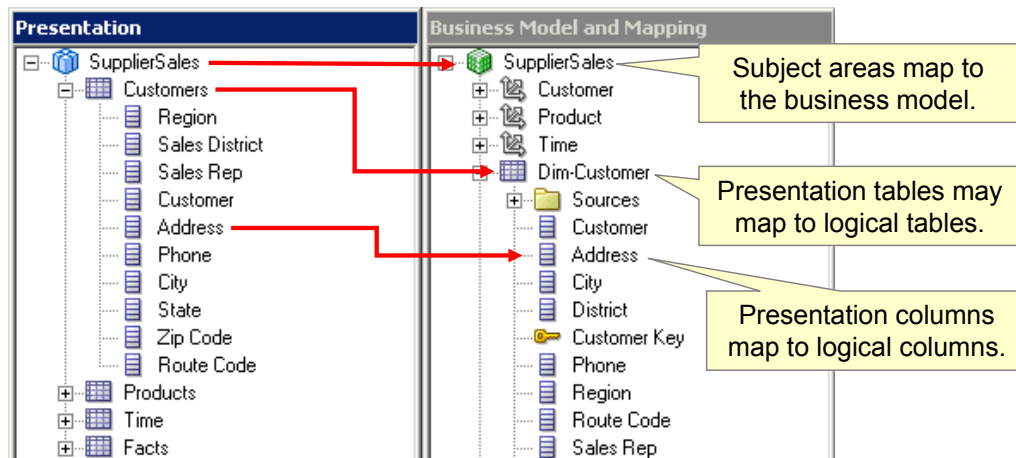 Presentation
SupplierSales
Customers
Region
Sales District
Sales Rep
Customer
Address
Phone
City
State
Zip Code
Route Code
Products
Time
Facts
Business Model and Mapping
SupplierSales
Customer
Product
Time
Dim-Customer
Sources
Customer
Address
City
District
Customer Key
Phone
Region
Route Code
Sales Rep
Subject areas map to
the business model.
Presentation tables may
map to logical tables.
Presentation columns
map to logical columns.